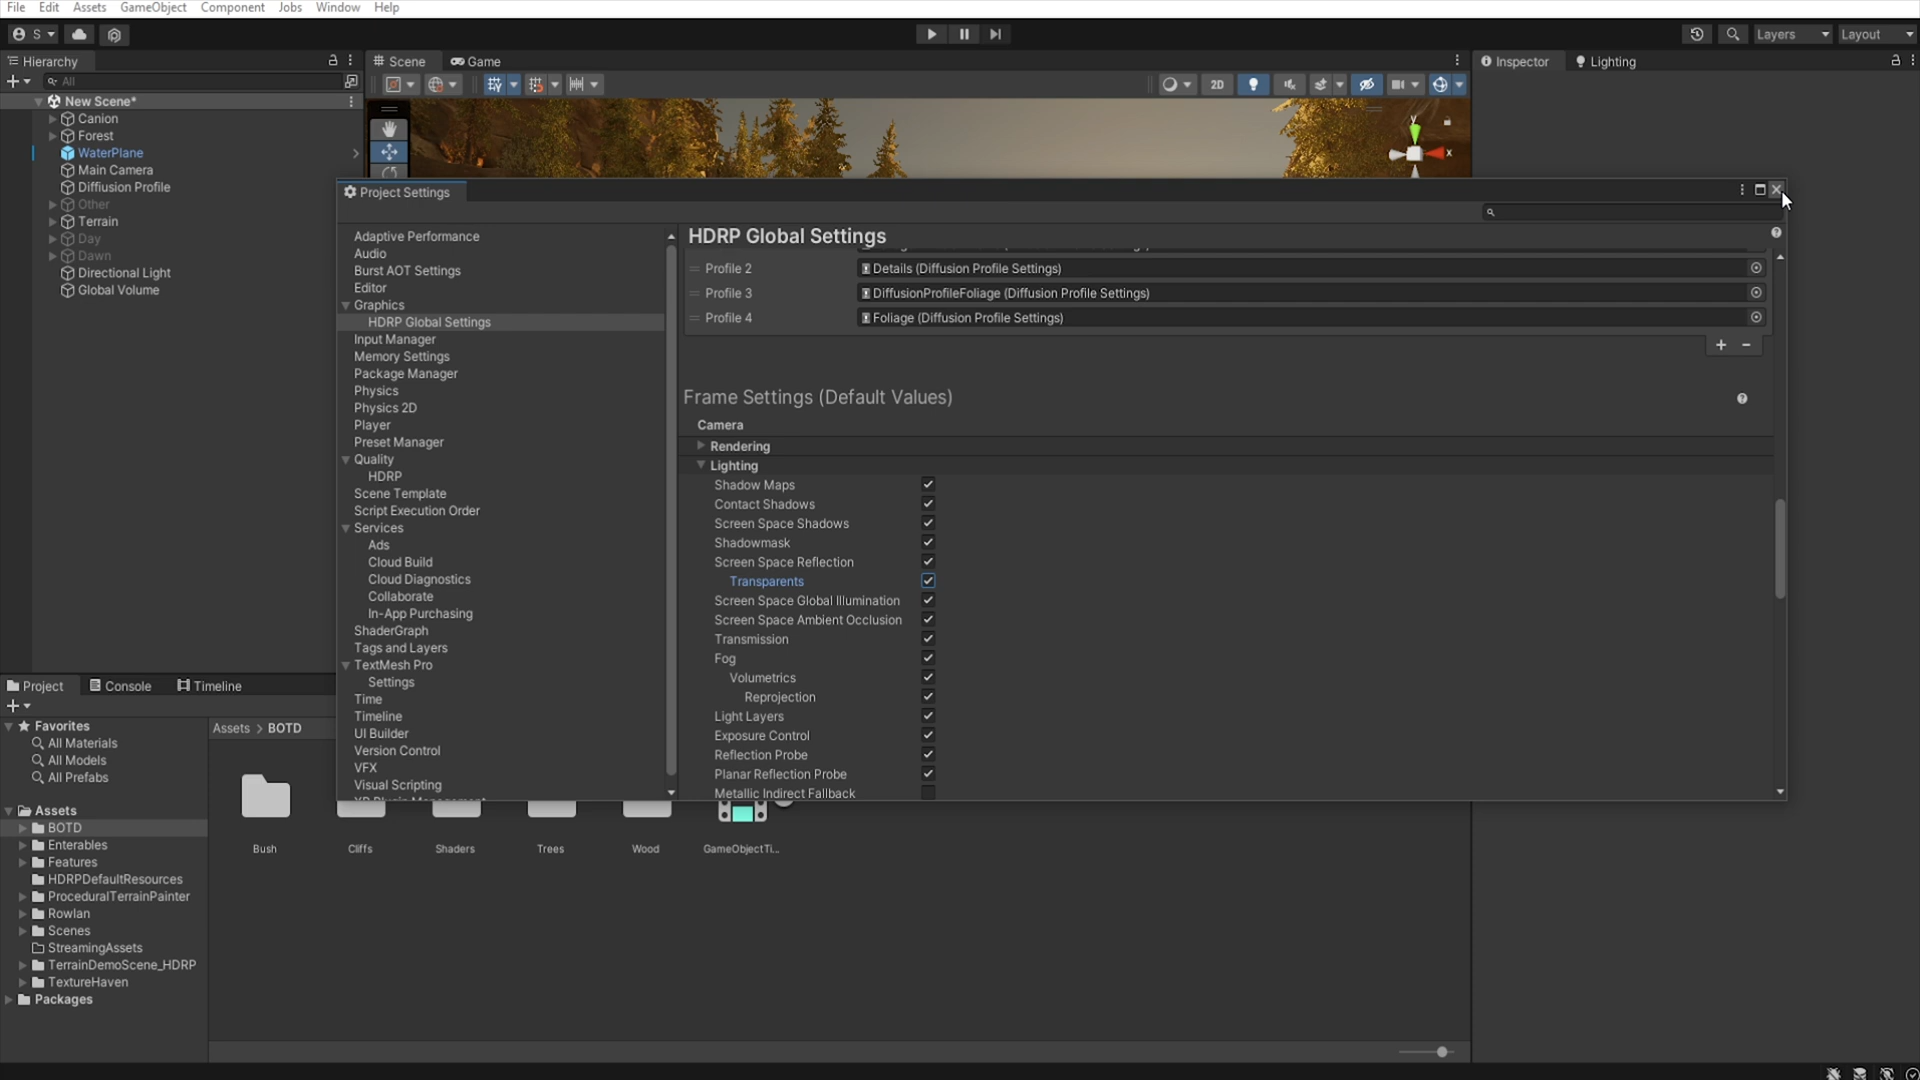 File Edit Assets GameObject Component Jobs Window Help
S Layers Layout
Hierarchy
All
New Scene*
Canion
Forest
WaterPlane
Main Camera
Diffiusion Profile
Other
Terrain
Day
Dawn
Directional Light
Global Volume
Scene Game
2D
y
x
Inspector Lighting
Project Settings
Adaptive Performance
Audio
Burst AOT Settings
Editor
Graphics
HDRP Global Settings
Input Manager
Memory Settings
Package Manager
Physics
Physics 2D
Player
Preset Manager
Quality
HDRP
Scene Template
Script Execution Order
Services
Ads
Cloud Build
Cloud Diagnostics
Collaborate
In-App Purchasing
ShaderGraph
Tags and Layers
TextMesh Pro
Settings
Time
Timeline
UI Builder
Version Control
VFX
Visual Scripting
HDRP Global Settings
Profile 2 Details (Diffusion Profile Settings)
Profile 3 DiffusionProfileFoliage (Diffusion Profile Settings)
Profile 4 Foliage (Diffusion Profile Settings)
Frame Settings (Default Values)
Camera
Rendering
Lighting
Shadow Maps
Contact Shadows
Screen Space Shadows
Shadowmask
Screen Space Reflection
Transparents
Screen Space Global Illumination
Screen Space Ambient Occlusion
Transmission
Fog
Volumetrics
Reprojection
Light Layers
Exposure Control
Reflection Probe
Planar Reflection Probe
Metallic Indirect Fallback
Project Console Timeline
Favorites
All Materials
All Models
All Prefabs
Assets
BOTD
Enterables
Features
HDRPDefaultResources
ProceduralTerrainPainter
Rowlan
Scenes
StreamingAssets
TerrainDemoScene_HDRP
TextureHaven
Packages
Assets > BOTD
Bush Cliffs Shaders Trees Wood GameObjectTi...